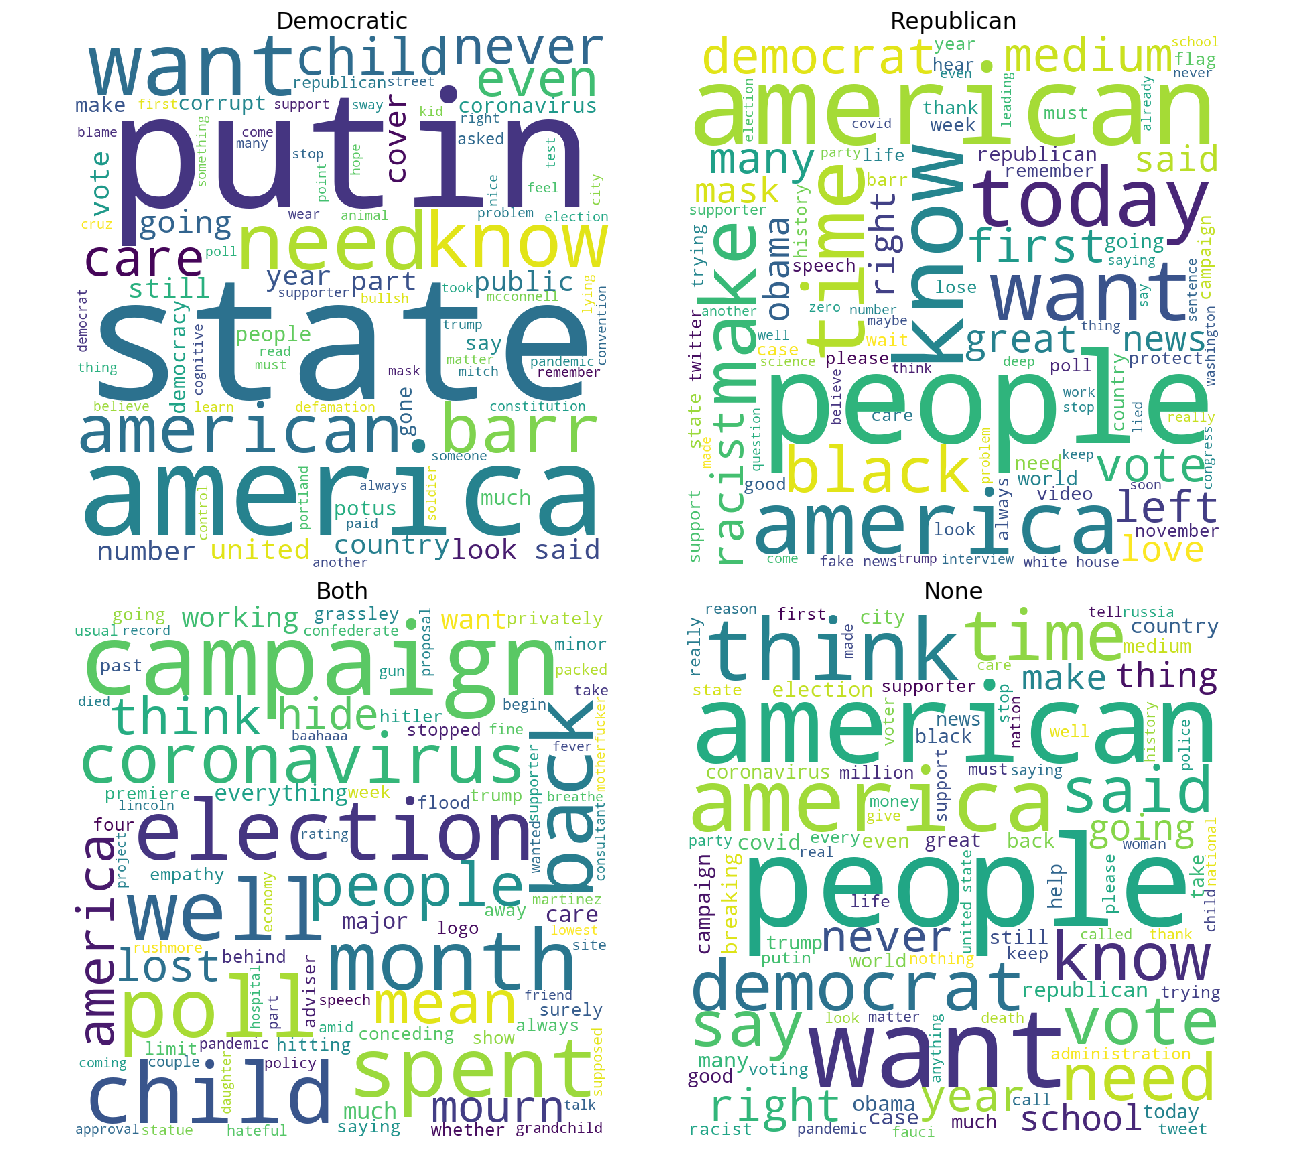 Democratic
want child never
republican street even
make first corrupt support sway cover kid coronavirus
blame something come many putin right asked test
vote stop point hope nice feel city
cruz going wear animal problem election
care poll need know
still year part public
supporter bullsh took mcconnell lying convention
democrat democracy cognitive people state trump say
thing read must matter mitch pandemic remember
mask
believe learn defamation gone constitution
american barr
someone
america
control portland always soldier much
potus paid
number united country look said
another
Republican
democrat year hear even medium school flag never
election american leading already
thank week must
covid
many party life know republican said
mask time barr remember today
supporter history right
trying racist make obama speech first going campaign
saying
zero number lose want say sentence washington
another maybe
twitter well case wait great thing news
science please think deep poll protect
state people believe care work stop country lied really
made question black problem keep vote congress
good need world soon
support america look always video left november
come fake news trump interview white house love
Both
going working grassley want privately
usual record confederate proposal minor
past campaign gun packed
died think hide hitler begin take
baahaaa stopped fine back motherfucker
coronavirus fever
premiere everything week trump supporter breathe
lincoln flood
america four project election rating wanted consultant
empathy economy people
well major logo away martinez care lowest
rushmore behind month site
lost hospital part adviser speech mean friend surely
poll amid conceding show always supposed
limit pandemic hitting
coming couple daughter policy spent
child much mourn talk
approval statue hateful saying whether grandchild
None
reason first city tell russia
really think made time country medium
care
state election supporter stop make thing
american voter news black nation well history police
coronavirus million support must saying
america money give said
going
party covid every even great back woman
real
campaign breaking people life united state help please take child national
trump never still called thank
putin world nothing keep know
democrat republican trying
say look matter death vote
many voting want anything administration
good need
right obama year call school today
case much
racist pandemic fauci tweet